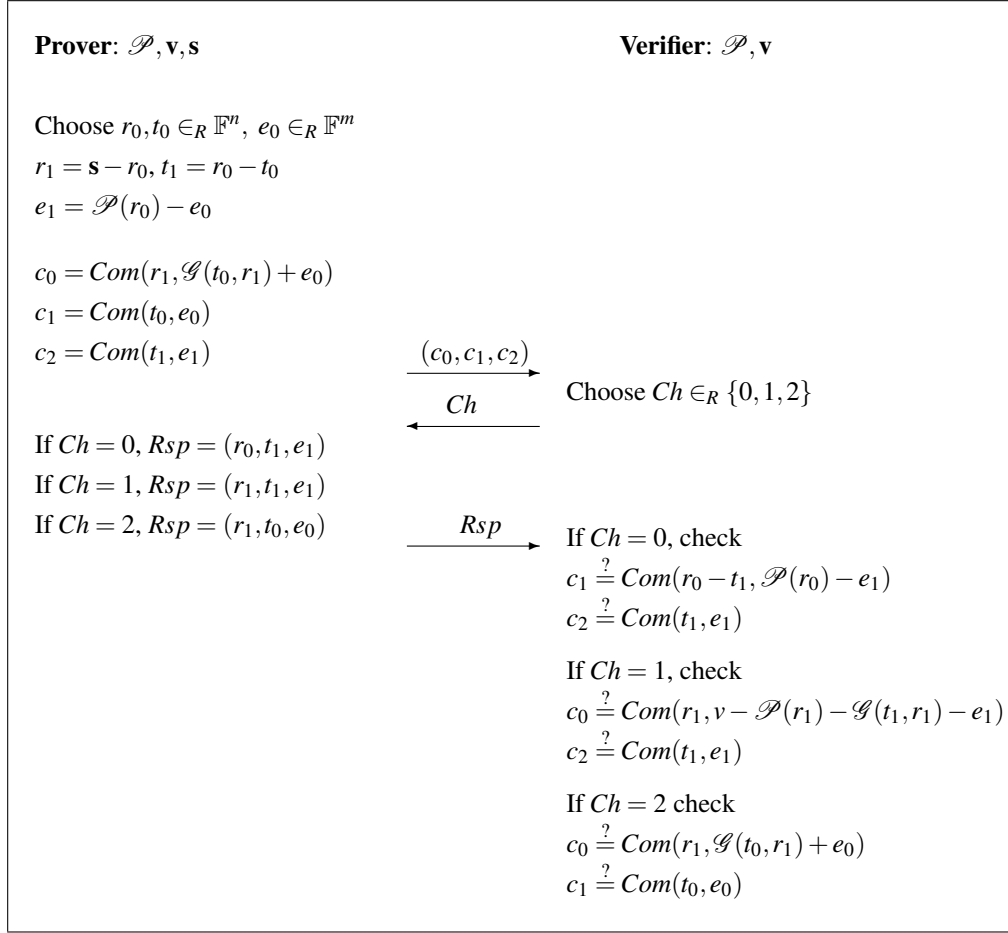 Prover: 𝒫, v, s
Verifier: 𝒫, v
Choose r₀, t₀ ∈_R 𝔽ⁿ, e₀ ∈_R 𝔽ᵐ
r₁ = s − r₀, t₁ = r₀ − t₀
e₁ = 𝒫(r₀) − e₀
c₀ = Com(r₁, 𝒢(t₀, r₁) + e₀)
c₁ = Com(t₀, e₀)
c₂ = Com(t₁, e₁)
(c₀, c₁, c₂)
Choose Ch ∈_R {0, 1, 2}
Ch
If Ch = 0, Rsp = (r₀, t₁, e₁)
If Ch = 1, Rsp = (r₁, t₁, e₁)
If Ch = 2, Rsp = (r₁, t₀, e₀)
Rsp
If Ch = 0, check
c₁ ≟ Com(r₀ − t₁, 𝒫(r₀) − e₁)
c₂ ≟ Com(t₁, e₁)
If Ch = 1, check
c₀ ≟ Com(r₁, v − 𝒫(r₁) − 𝒢(t₁, r₁) − e₁)
c₂ ≟ Com(t₁, e₁)
If Ch = 2 check
c₀ ≟ Com(r₁, 𝒢(t₀, r₁) + e₀)
c₁ ≟ Com(t₀, e₀)